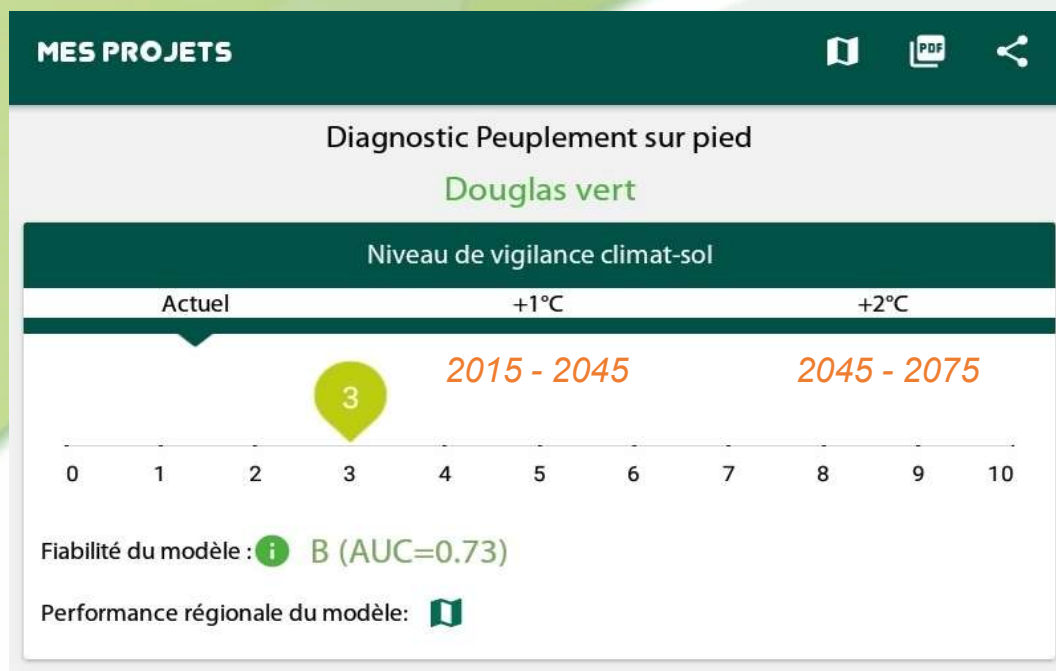 MES PROJETS
PDF
Diagnostic Peuplement sur pied
Douglas vert
Niveau de vigilance climat-sol
Actuel +1°C +2°C
2015 - 2045 2045 - 2075
3
0 1 2 3 4 5 6 7 8 9 10
Fiabilité du modèle : i B (AUC=0.73)
Performance régionale du modèle: